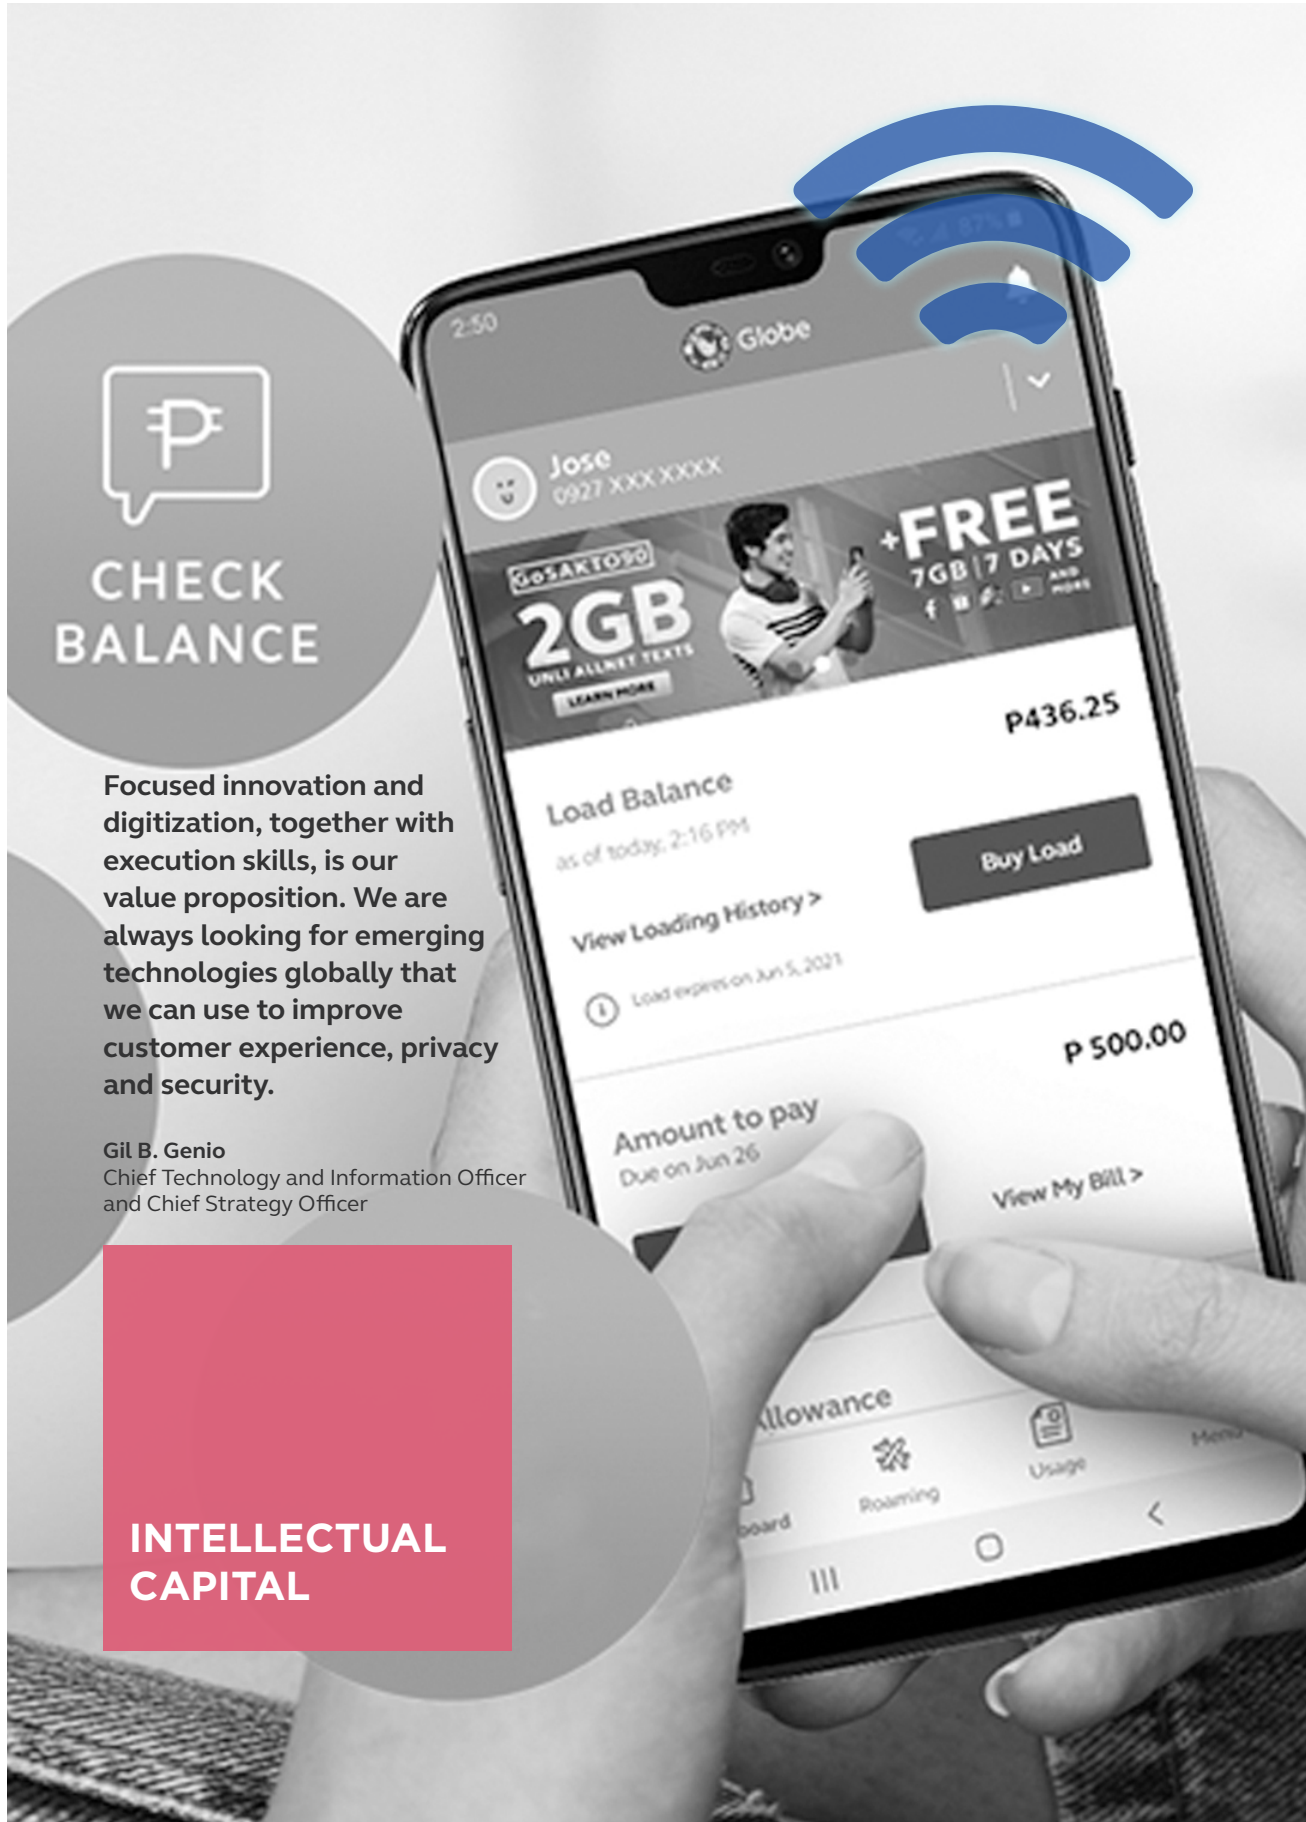 87%
2:50
Globe
Jose
0927 XXX XXXX
GoSAKTO90
2GB
UNLI ALLNET TEXTS
LEARN MORE
+FREE
7GB | 7 DAYS
AND
MORE
CHECK
BALANCE
P436.25
Load Balance
as of today, 2:16 PM
Buy Load
View Loading History >
Load expires on Jun 5, 2021
P 500.00
Amount to pay
Due on Jun 26
View My Bill >
Allowance
Roaming
Usage
Menu
Focused innovation and
digitization, together with
execution skills, is our
value proposition. We are
always looking for emerging
technologies globally that
we can use to improve
customer experience, privacy
and security.
Gil B. Genio
Chief Technology and Information Officer
and Chief Strategy Officer
INTELLECTUAL
CAPITAL